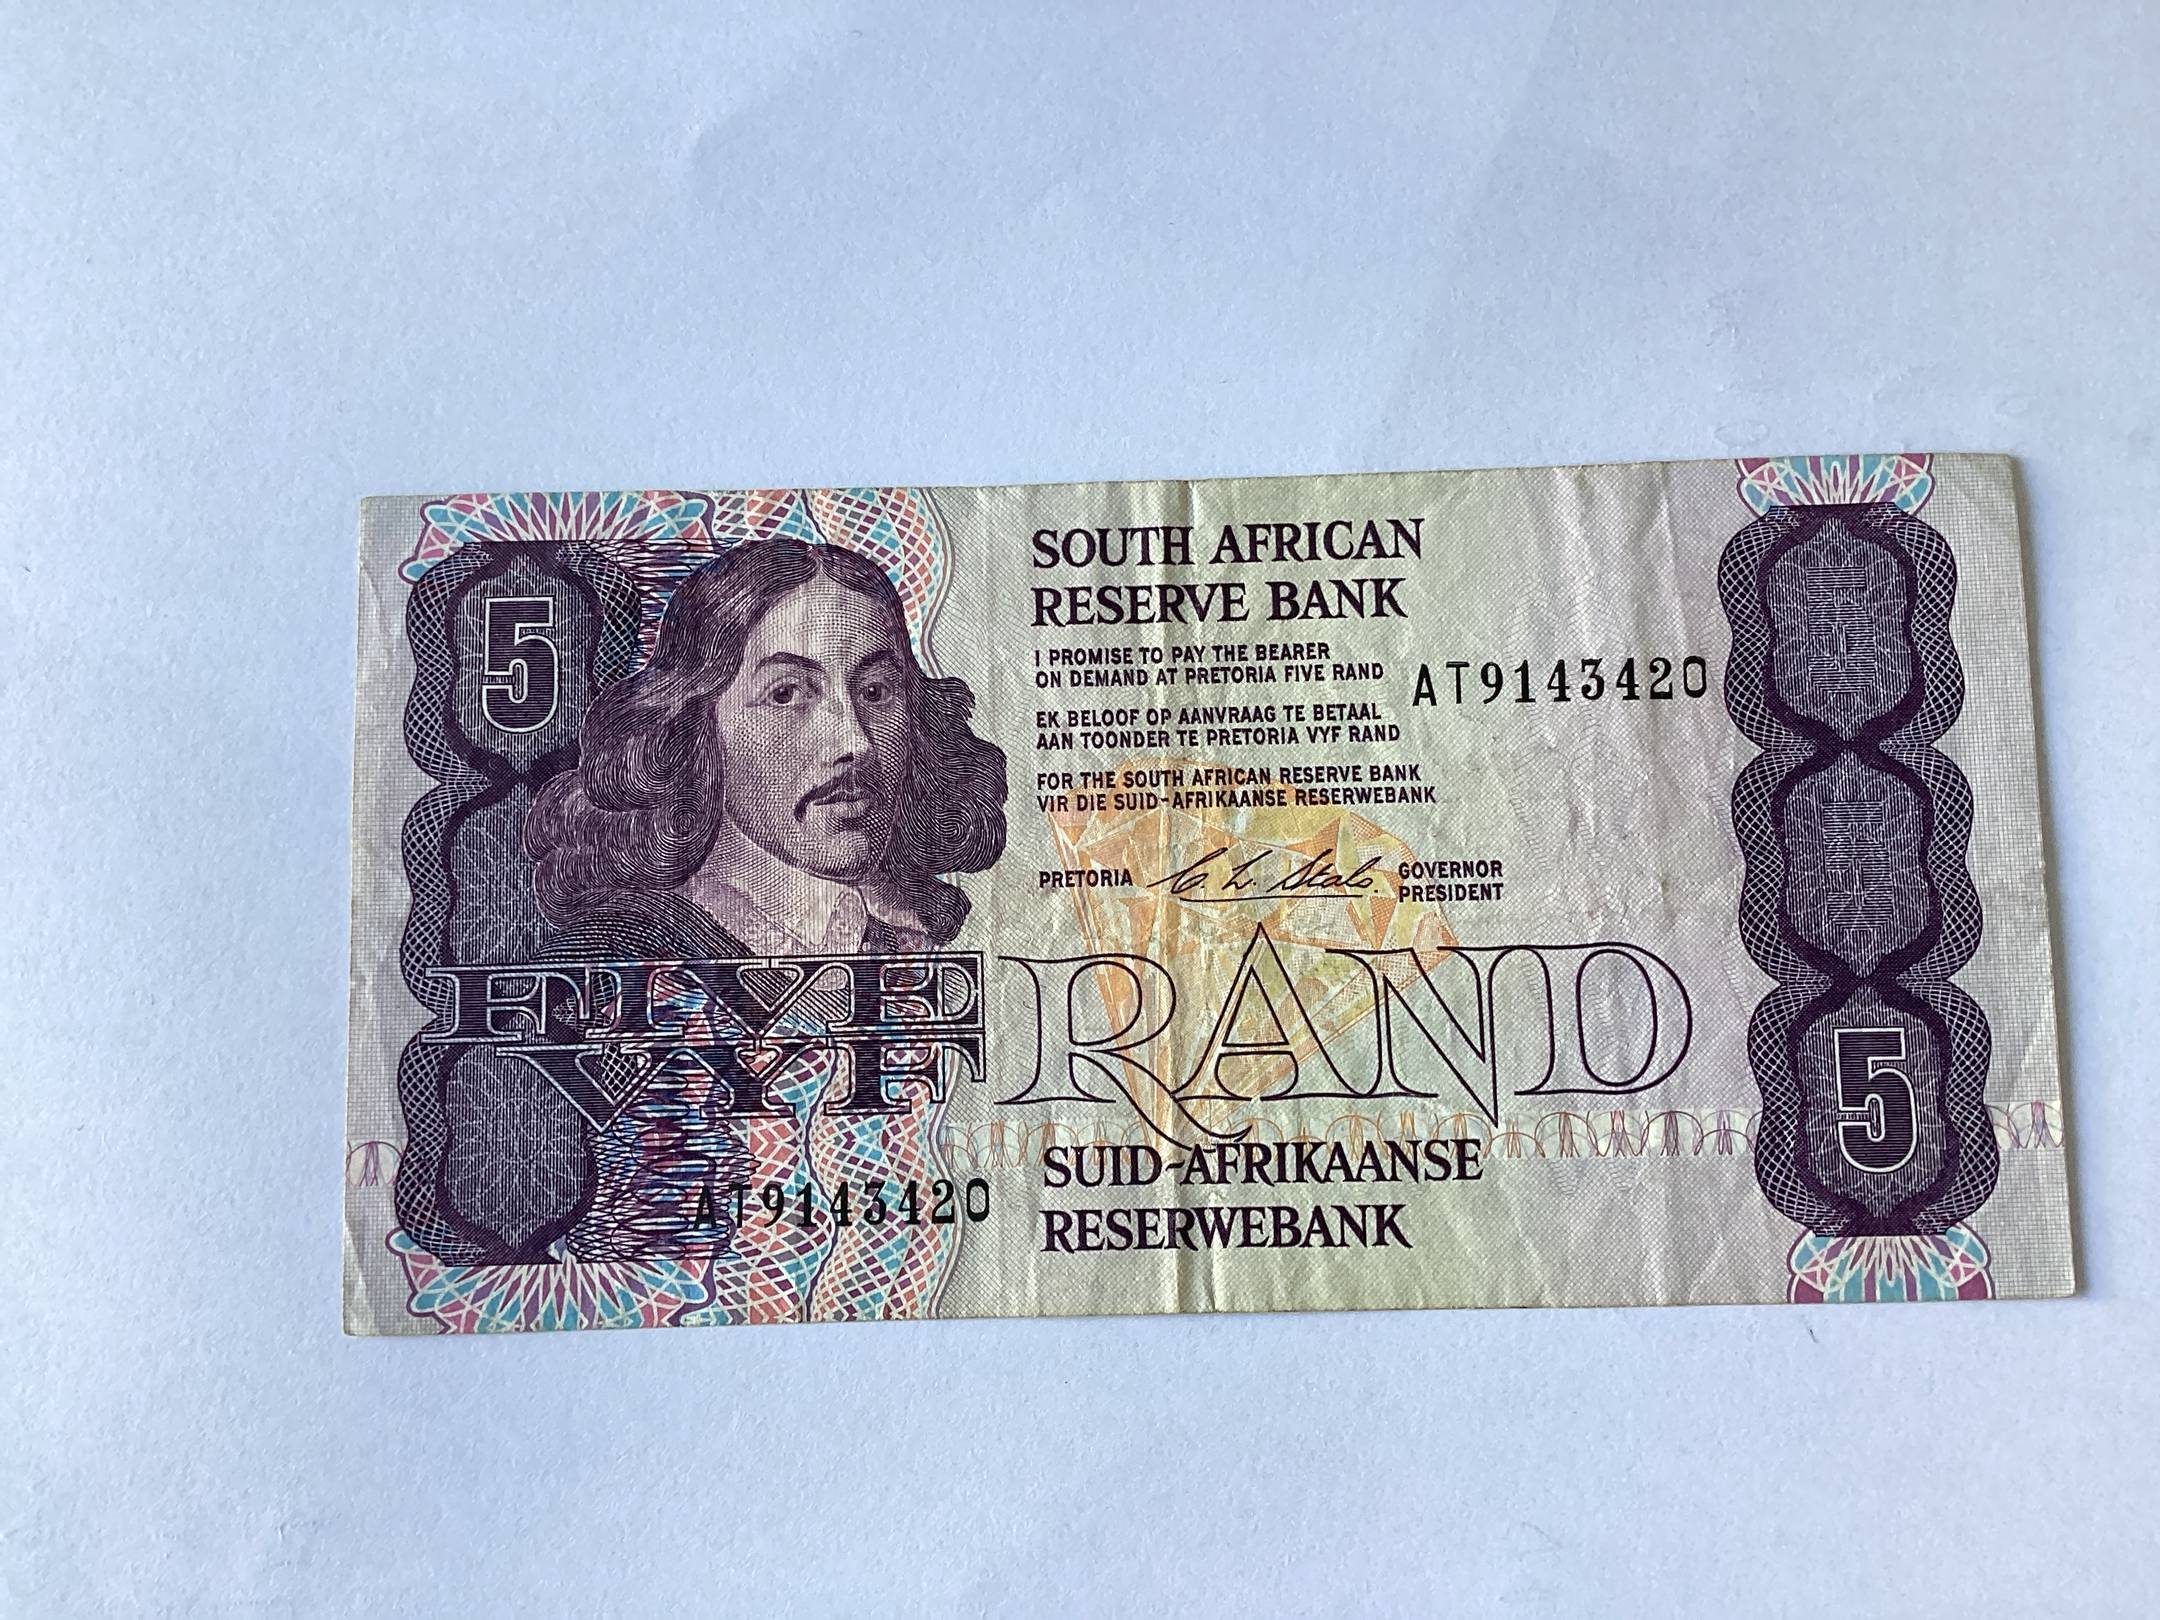 5
SOUTH AFRICAN
RESERVE BANK
I PROMISE TO PAY THE BEARER
ON DEMAND AT PRETORIA FIVE RAND
AT9143420
EK BELOOF OP AANVRAAG TE BETAAL
AAN TOONDER TE PRETORIA VYF RAND
FOR THE SOUTH AFRICAN RESERVE BANK
VIR DIE SUID-AFRIKAANSE RESERWEBANK
PRETORIA
C. L. Stals.
GOVERNOR
PRESIDENT
FIVE
VYF
RAND
5
AT9143420
SUID-AFRIKAANSE
RESERWEBANK